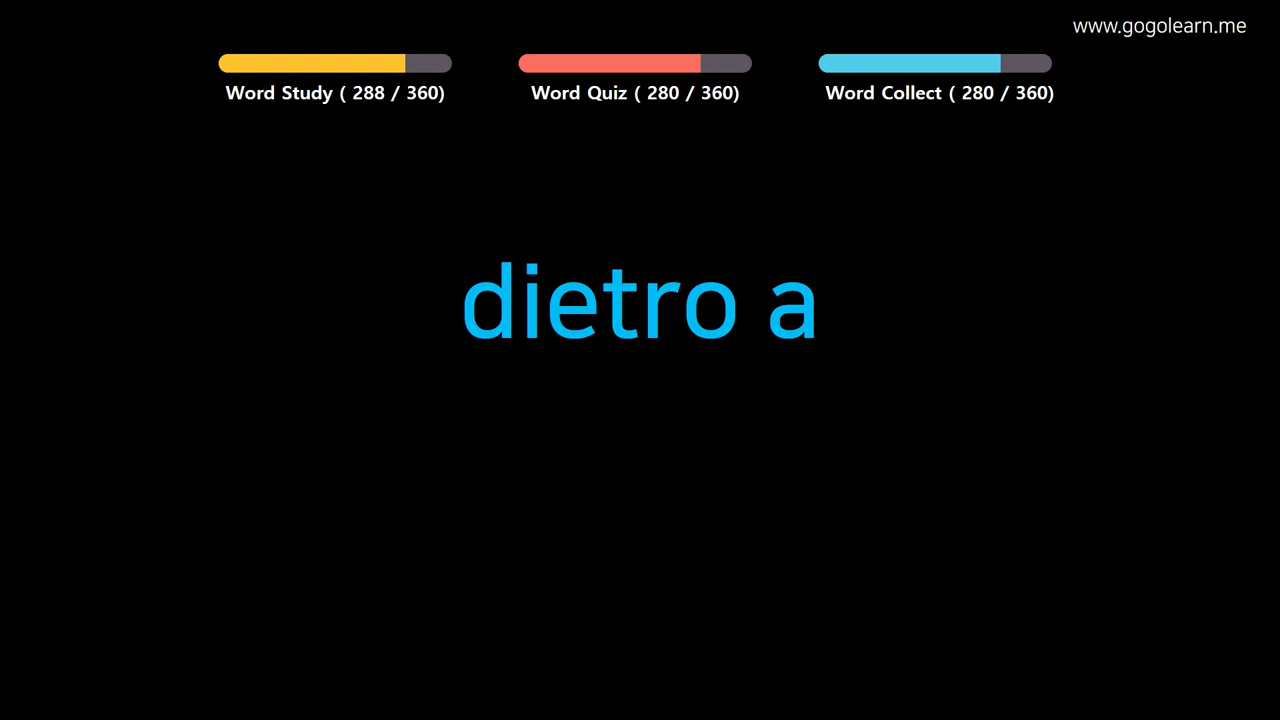 www.gogolearn.me
Word Study ( 288 / 360)
Word Quiz ( 280 / 360)
Word Collect ( 280 / 360)
dietro a